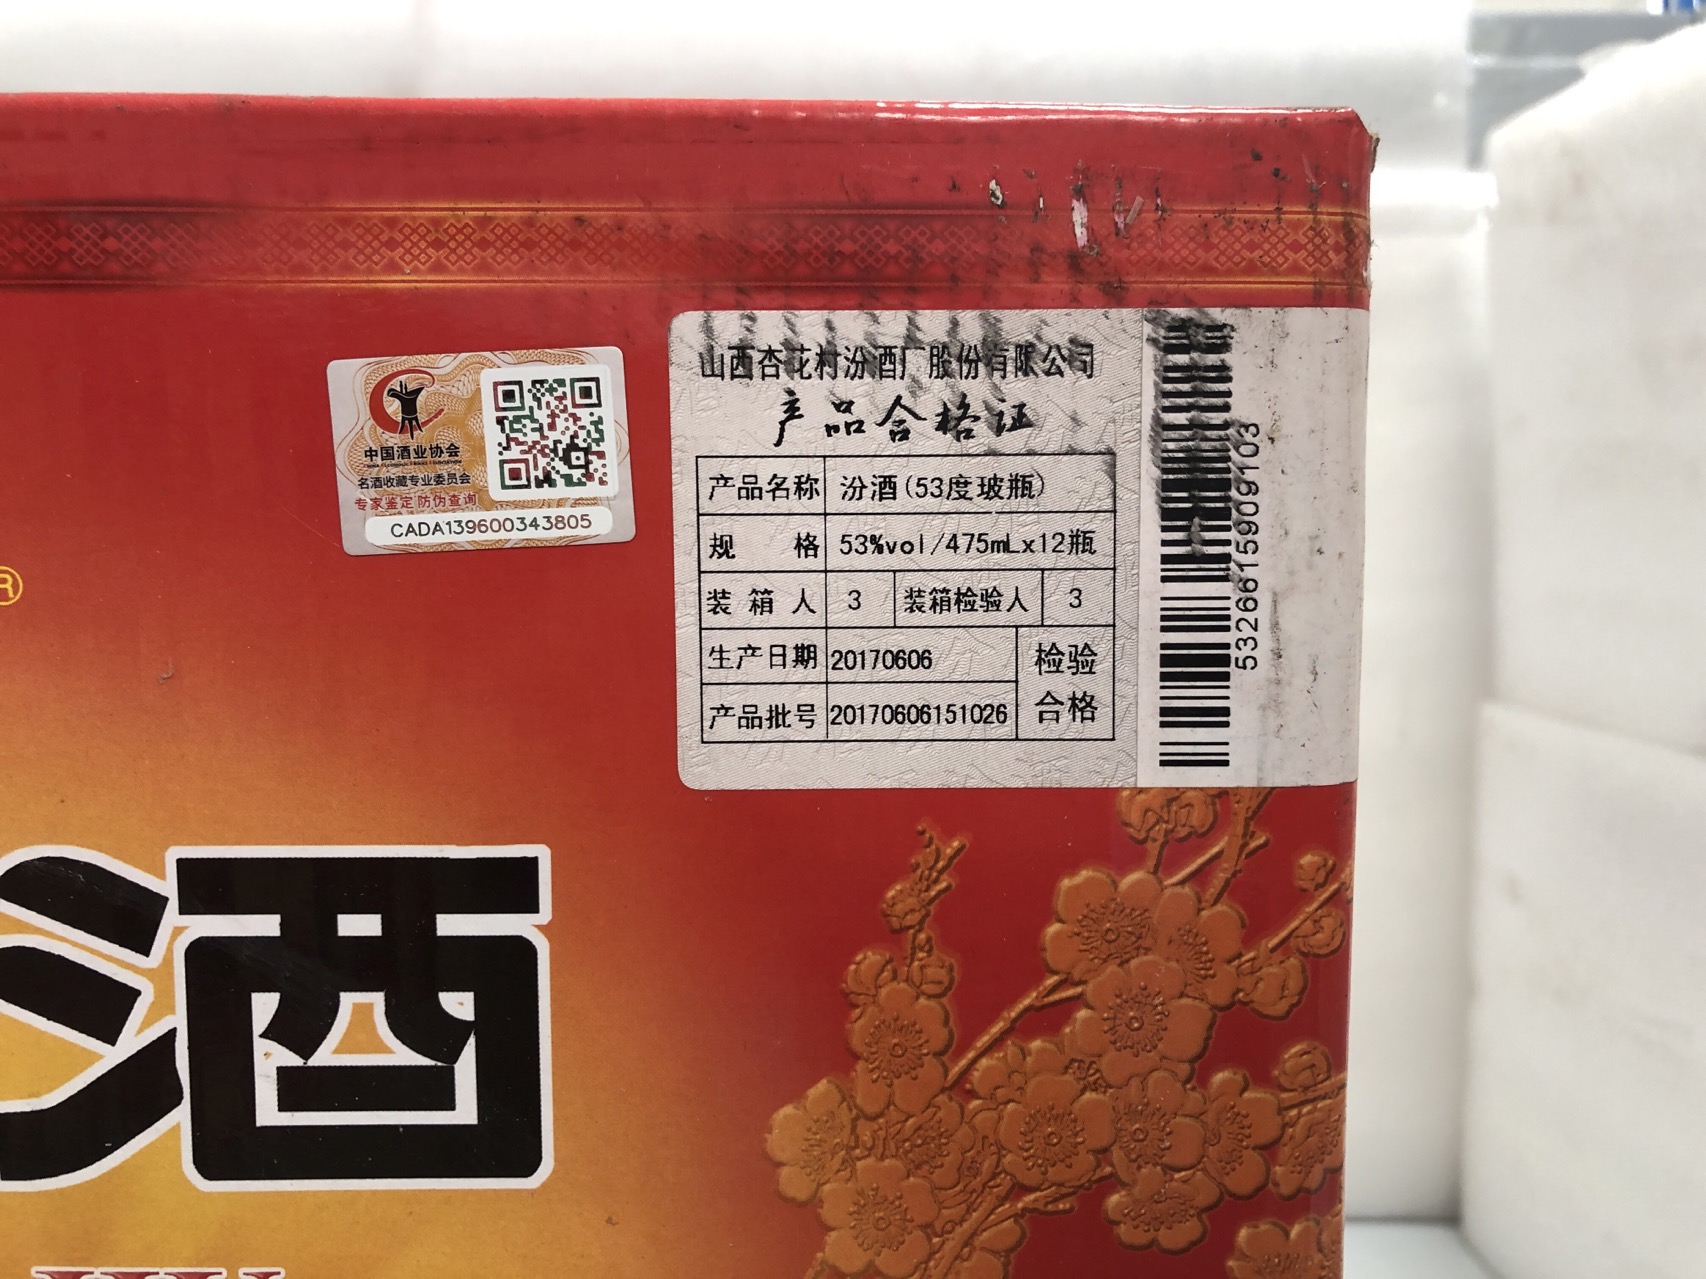 山西杏花村汾酒厂股份有限公司
产品合格证
产品名称 汾酒(53度玻瓶)
规 格 53%vol/475mLx12瓶
装 箱 人 3 装箱检验人 3
生产日期 20170606
检验
合格
产品批号 20170606151026
53266159091103
中国酒业协会
名酒收藏专业委员会
专家鉴定 防伪查询
CADA139600343805
®
酒